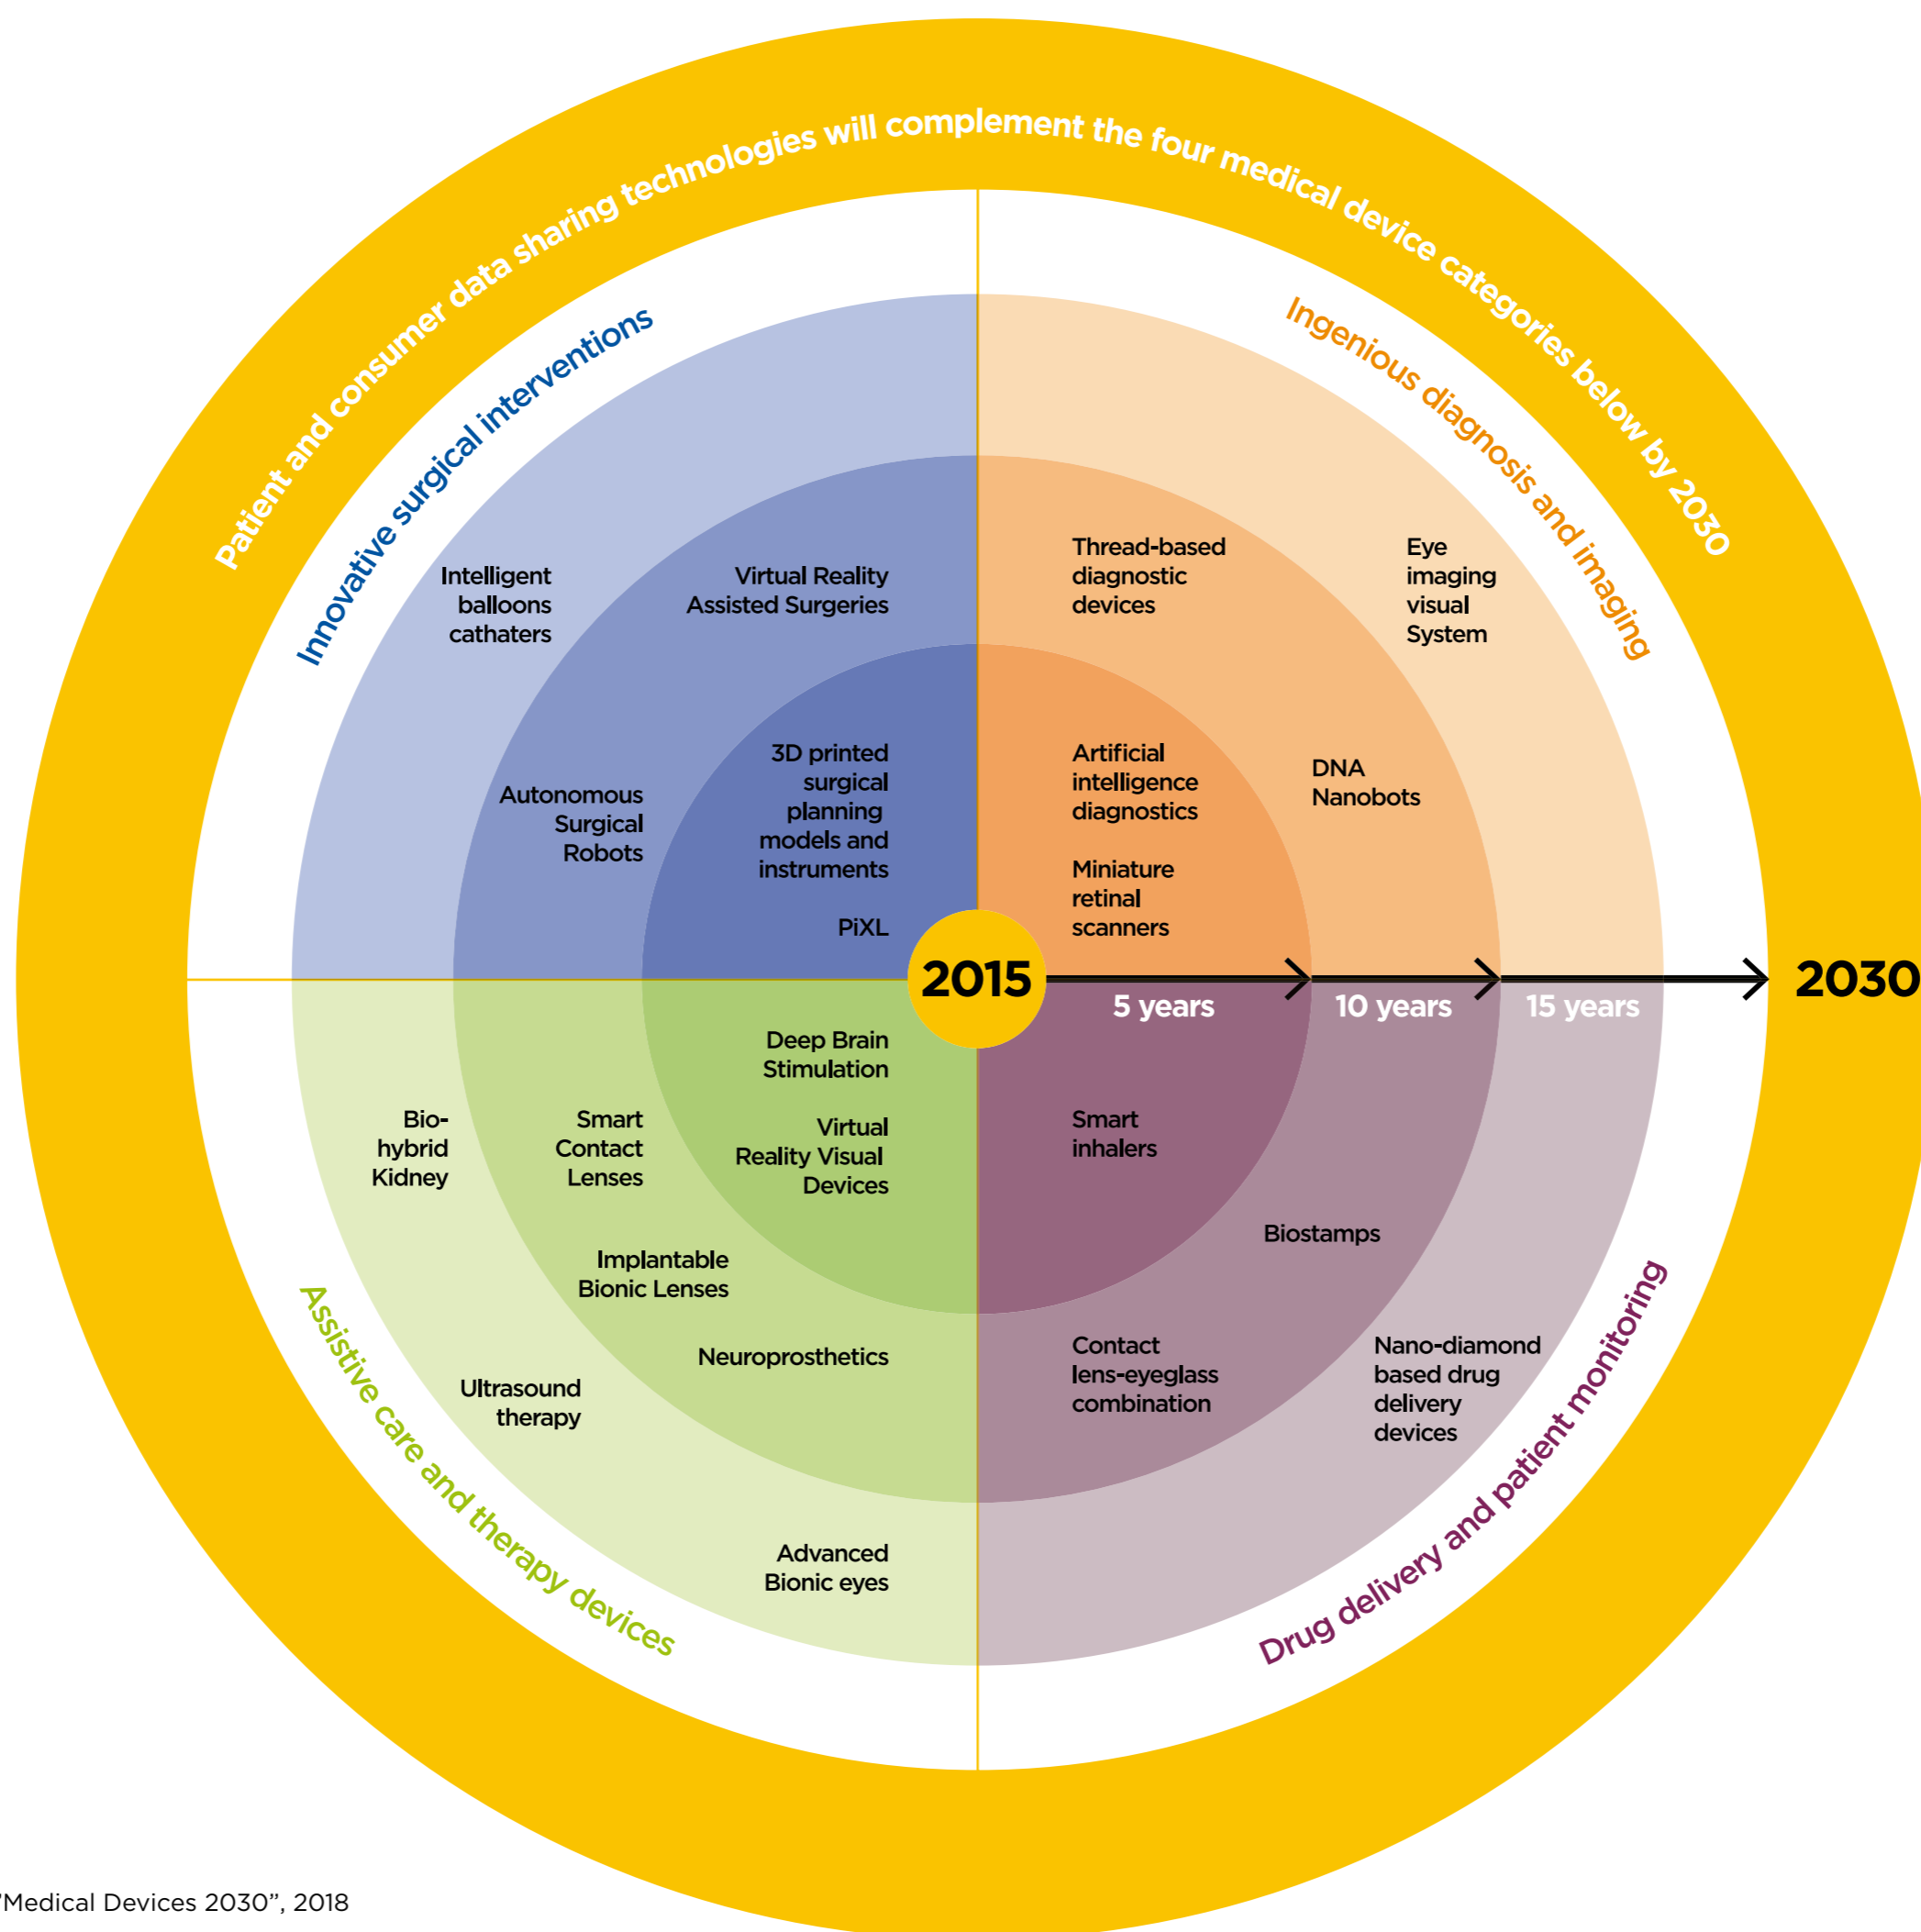 Patient and consumer data sharing technologies will complement the four medical device categories below by 2030
Innovative surgical interventions
Ingenious diagnosis and imaging
Intelligent
balloons
cathaters
Virtual Reality
Assisted Surgeries
Thread-based
diagnostic
devices
Eye
imaging
visual
System
Autonomous
Surgical
Robots
3D printed
surgical
planning
models and
instruments
PiXL
Artificial
intelligence
diagnostics
Miniature
retinal
scanners
DNA
Nanobots
2015
2030
5 years
10 years
15 years
Deep Brain
Stimulation
Virtual
Reality Visual
Devices
Smart
Contact
Lenses
Bio-
hybrid
Kidney
Implantable
Bionic Lenses
Neuroprosthetics
Ultrasound
therapy
Advanced
Bionic eyes
Smart
inhalers
Biostamps
Contact
lens-eyeglass
combination
Nano-diamond
based drug
delivery
devices
Assistive care and therapy devices
Drug delivery and patient monitoring
"Medical Devices 2030”, 2018